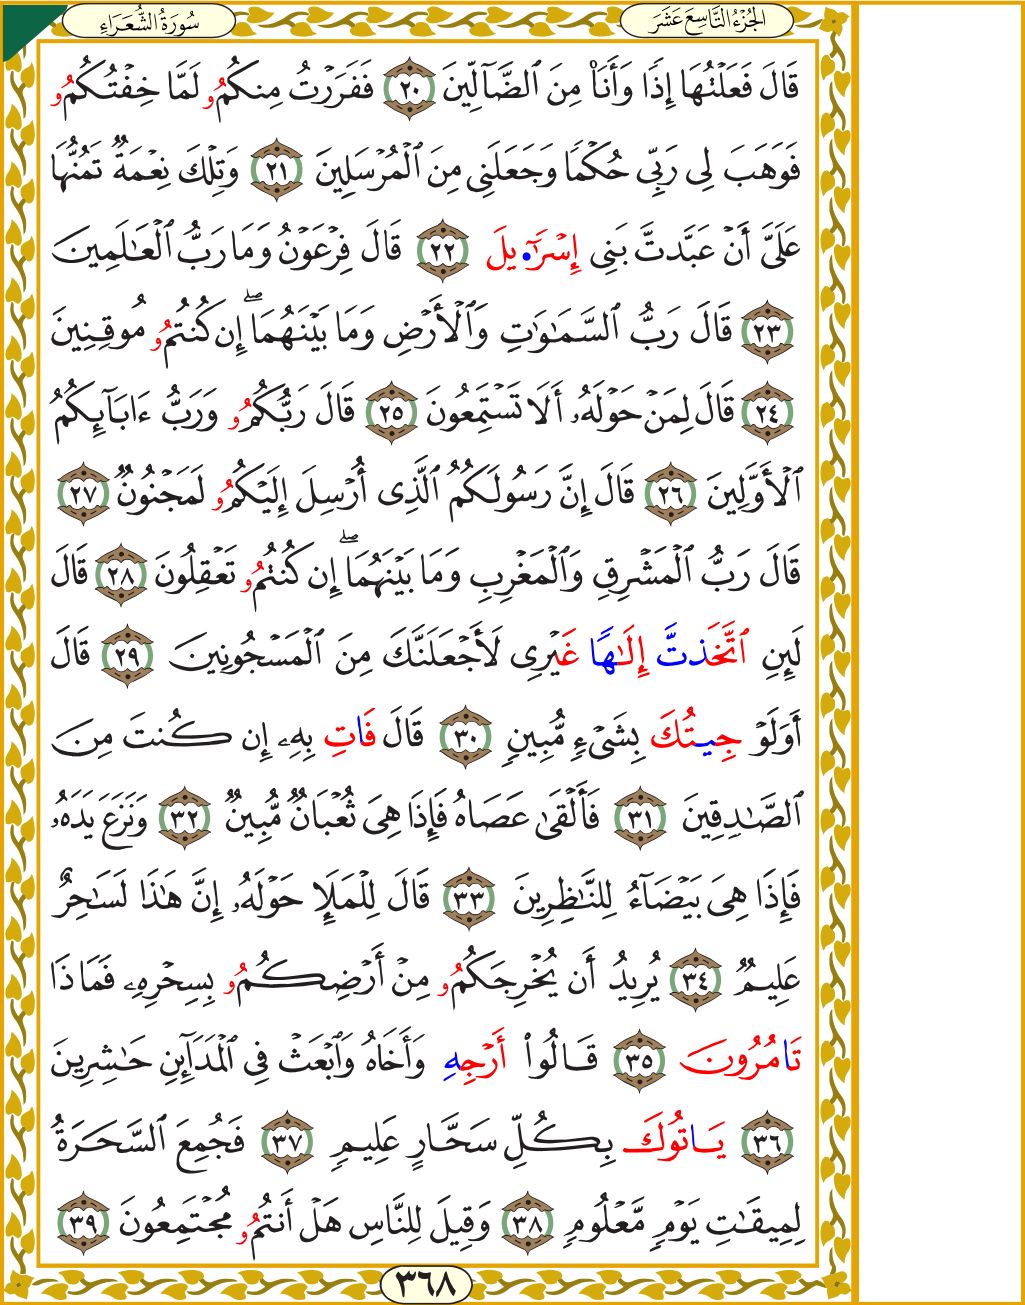 الجُزْءُ التَّاسِعَ عَشَرَ
سُورَةُ الشُّعَرَاءِ
قَالَ فَعَلۡتُهَا إِذٗا وَأَنَا۠ مِنَ ٱلضَّآلِّينَ ٢٠ فَفَرَرۡتُ مِنكُمُۥ لَمَّا خِفۡتُكُمُۥ
فَوَهَبَ لِي رَبِّي حُكۡمٗا وَجَعَلَنِي مِنَ ٱلۡمُرۡسَلِينَ ٢١ وَتِلۡكَ نِعۡمَةٞ تَمُنُّهَا
عَلَيَّ أَنۡ عَبَّدتَّ بَنِي إِسۡرَٰٓ•يلَ ٢٢ قَالَ فِرۡعَوۡنُ وَمَا رَبُّ ٱلۡعَٰلَمِينَ
٢٣ قَالَ رَبُّ ٱلسَّمَٰوَٰتِ وَٱلۡأَرۡضِ وَمَا بَيۡنَهُمَاۖ إِن كُنتُمُۥ مُوقِنِينَ
٢٤ قَالَ لِمَنۡ حَوۡلَهُۥ أَلَا تَسۡتَمِعُونَ ٢٥ قَالَ رَبُّكُمُۥ وَرَبُّ ءَابَآئِكُمُ
ٱلۡأَوَّلِينَ ٢٦ قَالَ إِنَّ رَسُولَكُمُ ٱلَّذِي أُرۡسِلَ إِلَيۡكُمُۥ لَمَجۡنُونٞ ٢٧
قَالَ رَبُّ ٱلۡمَشۡرِقِ وَٱلۡمَغۡرِبِ وَمَا بَيۡنَهُمَاۖ إِن كُنتُمُۥ تَعۡقِلُونَ ٢٨ قَالَ
لَئِنِ ٱتَّخَذتَّ إِلَٰهًا غَيۡرِي لَأَجۡعَلَنَّكَ مِنَ ٱلۡمَسۡجُونِينَ ٢٩ قَالَ
أَوَلَوۡ جِيتُكَ بِشَيۡءٖ مُّبِينٖ ٣٠ قَالَ فَاتِ بِهِۦ إِن كُنتَ مِنَ
ٱلصَّٰدِقِينَ ٣١ فَأَلۡقَىٰ عَصَاهُ فَإِذَا هِيَ ثُعۡبَانٞ مُّبِينٞ ٣٢ وَنَزَعَ يَدَهُۥ
فَإِذَا هِيَ بَيۡضَآءُ لِلنَّٰظِرِينَ ٣٣ قَالَ لِلۡمَلَإِ حَوۡلَهُۥ إِنَّ هَٰذَا لَسَٰحِرٌ
عَلِيمٞ ٣٤ يُرِيدُ أَن يُخۡرِجَكُمُۥ مِنۡ أَرۡضِكُمُۥ بِسِحۡرِهِۦ فَمَاذَا
تَامُرُونَ ٣٥ قَالُوٓاْ أَرۡجِهِ وَأَخَاهُ وَٱبۡعَثۡ فِي ٱلۡمَدَآئِنِ حَٰشِرِينَ
٣٦ يَاتُوكَ بِكُلِّ سَحَّارٍ عَلِيمٖ ٣٧ فَجُمِعَ ٱلسَّحَرَةُ
لِمِيقَٰتِ يَوۡمٖ مَّعۡلُومٖ ٣٨ وَقِيلَ لِلنَّاسِ هَلۡ أَنتُمُۥ مُجۡتَمِعُونَ ٣٩
٣٦٨